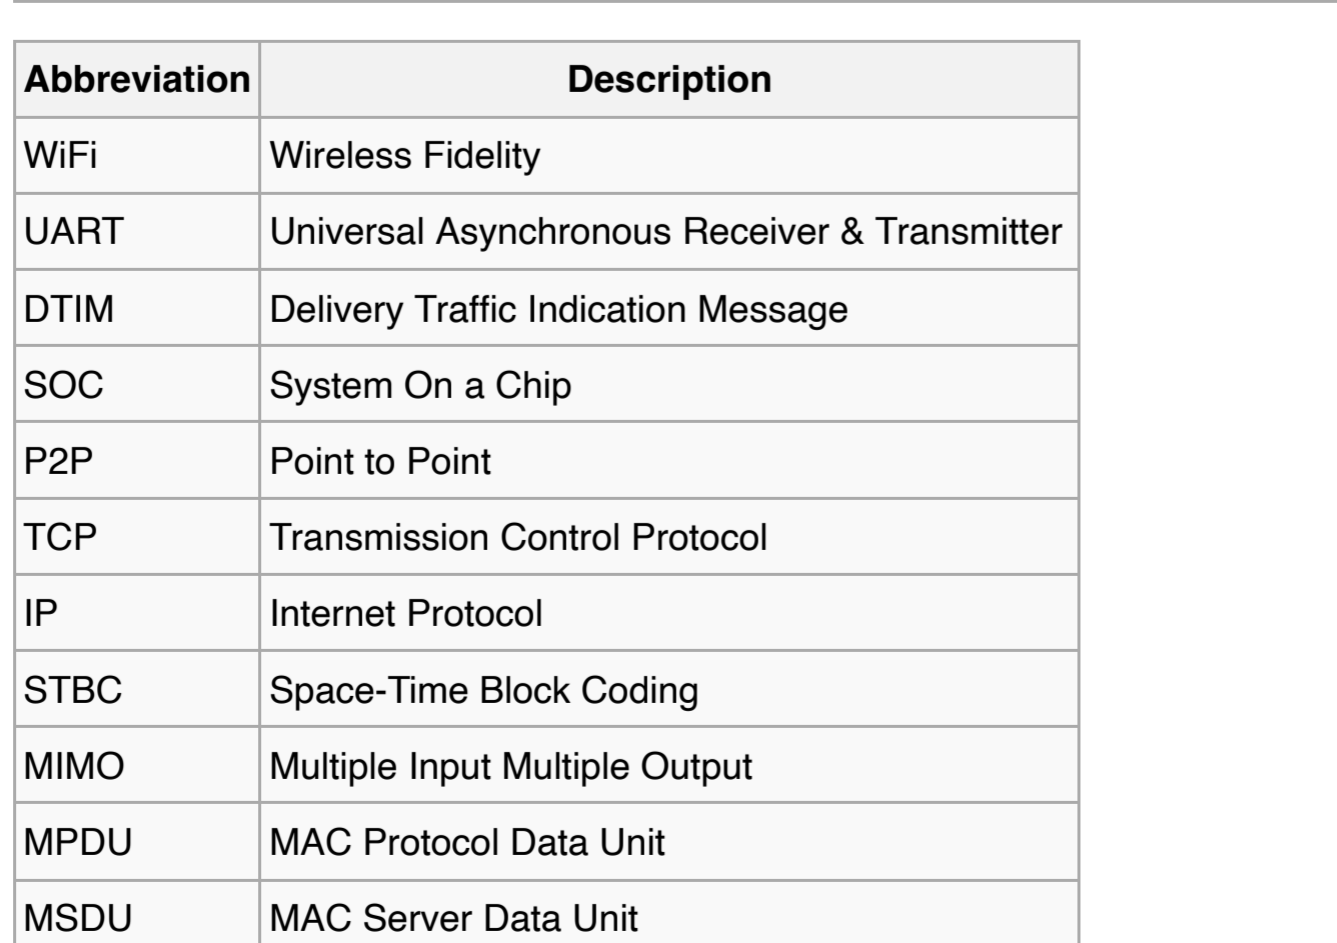 Abbreviation Description
WiFi Wireless Fidelity
UART Universal Asynchronous Receiver & Transmitter
DTIM Delivery Traffic Indication Message
SOC System On a Chip
P2P Point to Point
TCP Transmission Control Protocol
IP Internet Protocol
STBC Space-Time Block Coding
MIMO Multiple Input Multiple Output
MPDU MAC Protocol Data Unit
MSDU MAC Server Data Unit